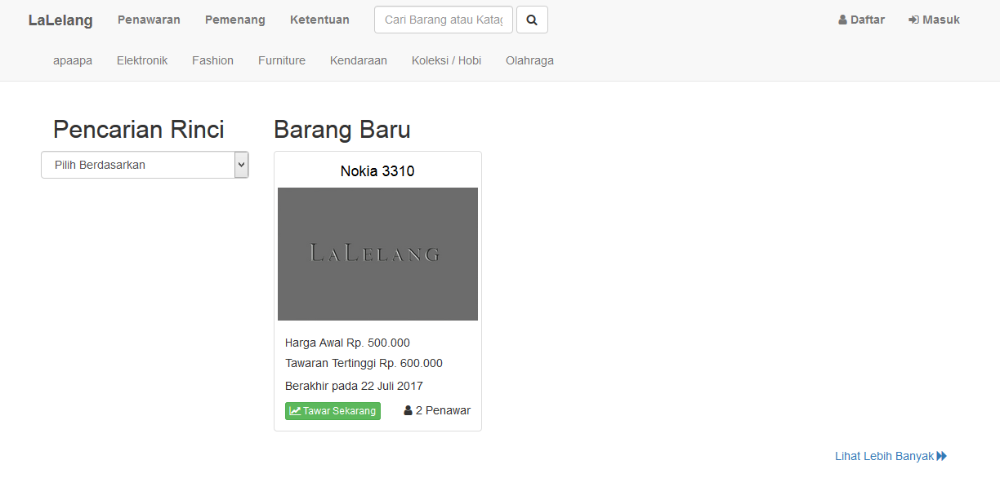 LaLelang Penawaran Pemenang Ketentuan Cari Barang atau Katag Daftar Masuk
apaapa Elektronik Fashion Furniture Kendaraan Koleksi / Hobi Olahraga
Pencarian Rinci
Pilih Berdasarkan
Barang Baru
Nokia 3310
LALELANG
Harga Awal Rp. 500.000
Tawaran Tertinggi Rp. 600.000
Berakhir pada 22 Juli 2017
Tawar Sekarang 2 Penawar
Lihat Lebih Banyak